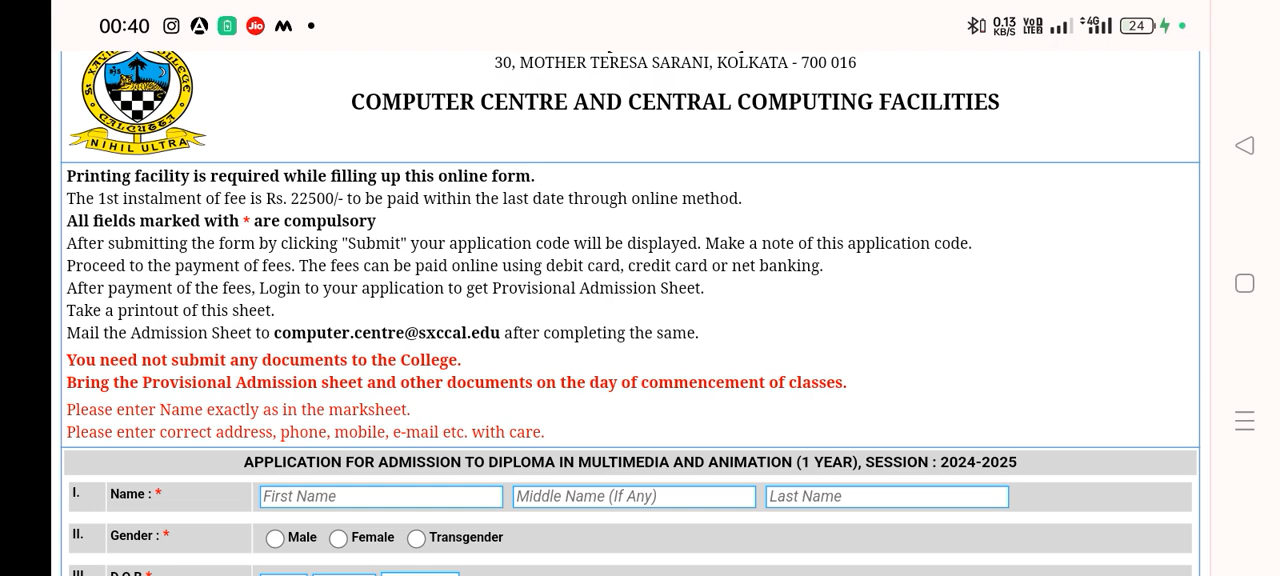 00:40 Jio 0.13 KB/S VoD LTE2 4G 24
ST XAVIER'S COLLEGE
CALCUTTA
NIHIL ULTRA
30, MOTHER TERESA SARANI, KOLKATA - 700 016
COMPUTER CENTRE AND CENTRAL COMPUTING FACILITIES
Printing facility is required while filling up this online form.
The 1st instalment of fee is Rs. 22500/- to be paid within the last date through online method.
All fields marked with * are compulsory
After submitting the form by clicking "Submit" your application code will be displayed. Make a note of this application code.
Proceed to the payment of fees. The fees can be paid online using debit card, credit card or net banking.
After payment of the fees, Login to your application to get Provisional Admission Sheet.
Take a printout of this sheet.
Mail the Admission Sheet to computer.centre@sxccal.edu after completing the same.
You need not submit any documents to the College.
Bring the Provisional Admission sheet and other documents on the day of commencement of classes.
Please enter Name exactly as in the marksheet.
Please enter correct address, phone, mobile, e-mail etc. with care.
APPLICATION FOR ADMISSION TO DIPLOMA IN MULTIMEDIA AND ANIMATION (1 YEAR), SESSION : 2024-2025
I. Name : * First Name Middle Name (If Any) Last Name
II. Gender : * Male Female Transgender
III. D.O.B *